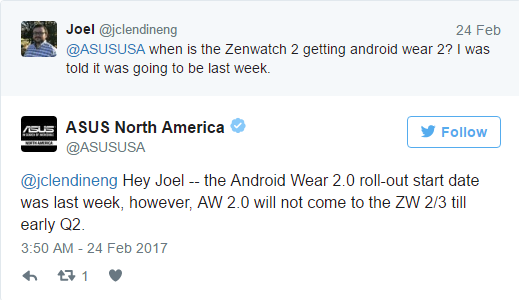 Joel @jclendineng 24 Feb
@ASUSUSA when is the Zenwatch 2 getting android wear 2? I was
told it was going to be last week.
ASUS
IN SEARCH OF INCREDIBLE
NORTH AMERICA
ASUS North America
@ASUSUSA
Follow
@jclendineng Hey Joel -- the Android Wear 2.0 roll-out start date
was last week, however, AW 2.0 will not come to the ZW 2/3 till
early Q2.
3:50 AM - 24 Feb 2017
1